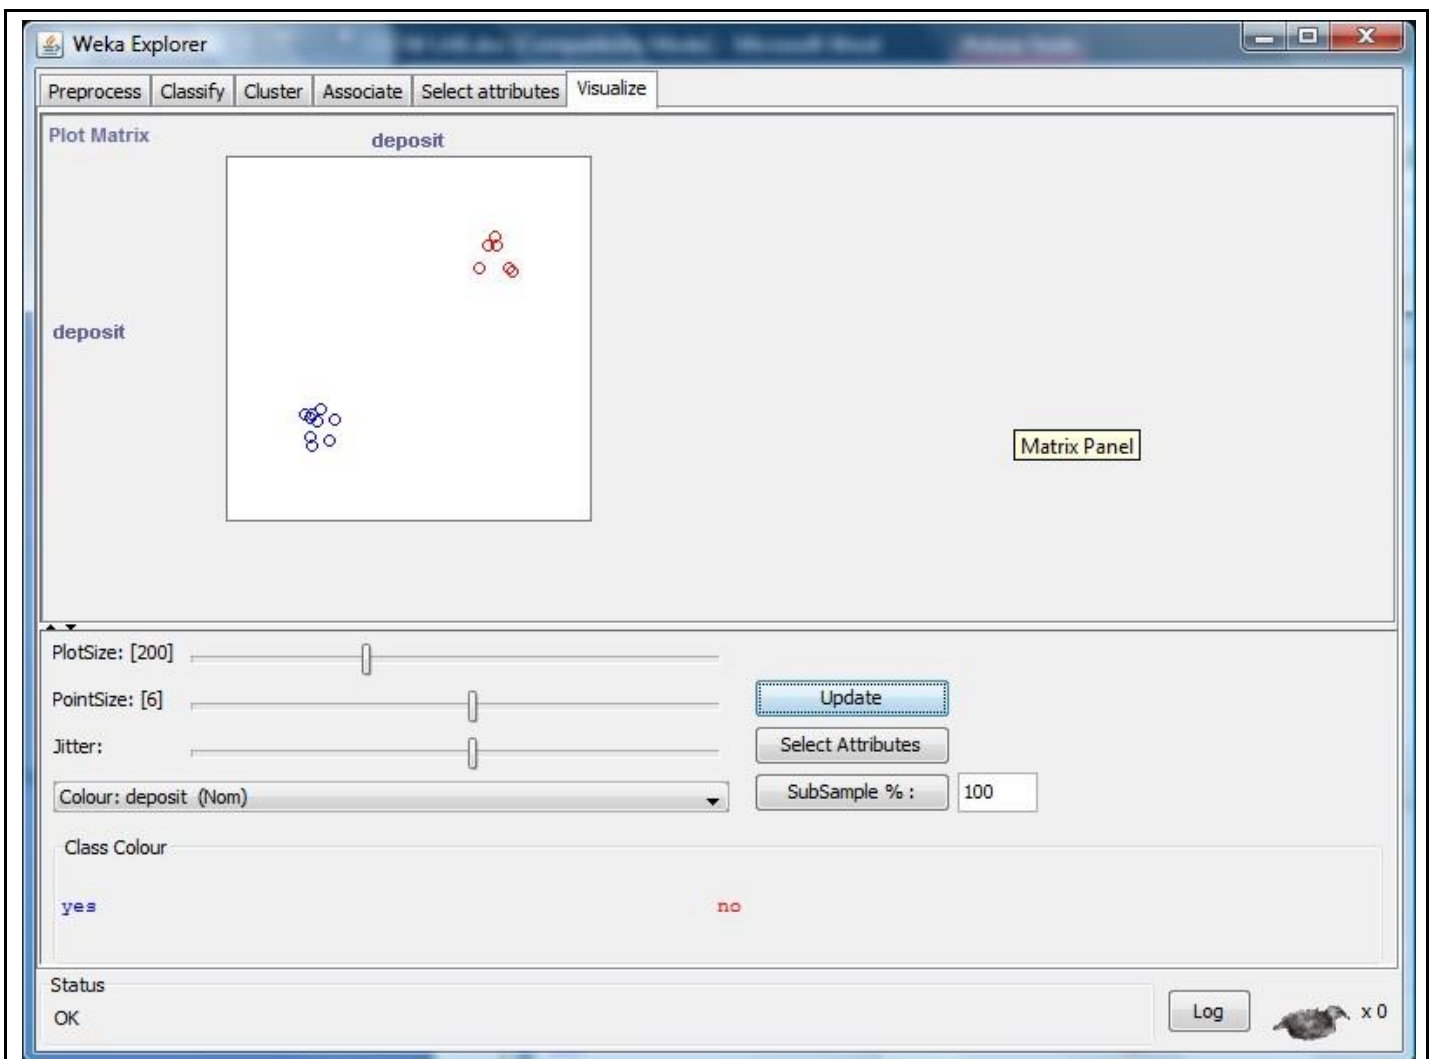 Weka Explorer
Preprocess Classify Cluster Associate Select attributes Visualize
Plot Matrix
deposit
deposit
Matrix Panel
PlotSize: [200]
PointSize: [6]
Update
Jitter:
Select Attributes
Colour: deposit (Nom)
SubSample % : 100
Class Colour
yes no
Status
OK
Log x 0